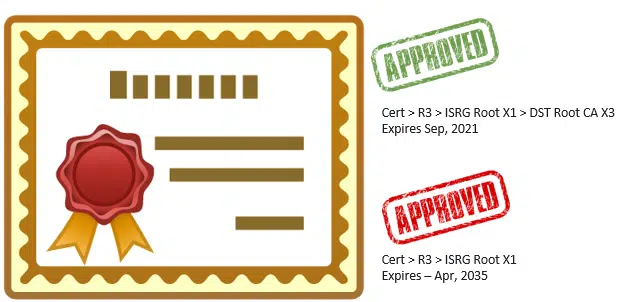 APPROVED
Cert > R3 > ISRG Root X1 > DST Root CA X3
Expires Sep, 2021
APPROVED
Cert > R3 > ISRG Root X1
Expires – Apr, 2035